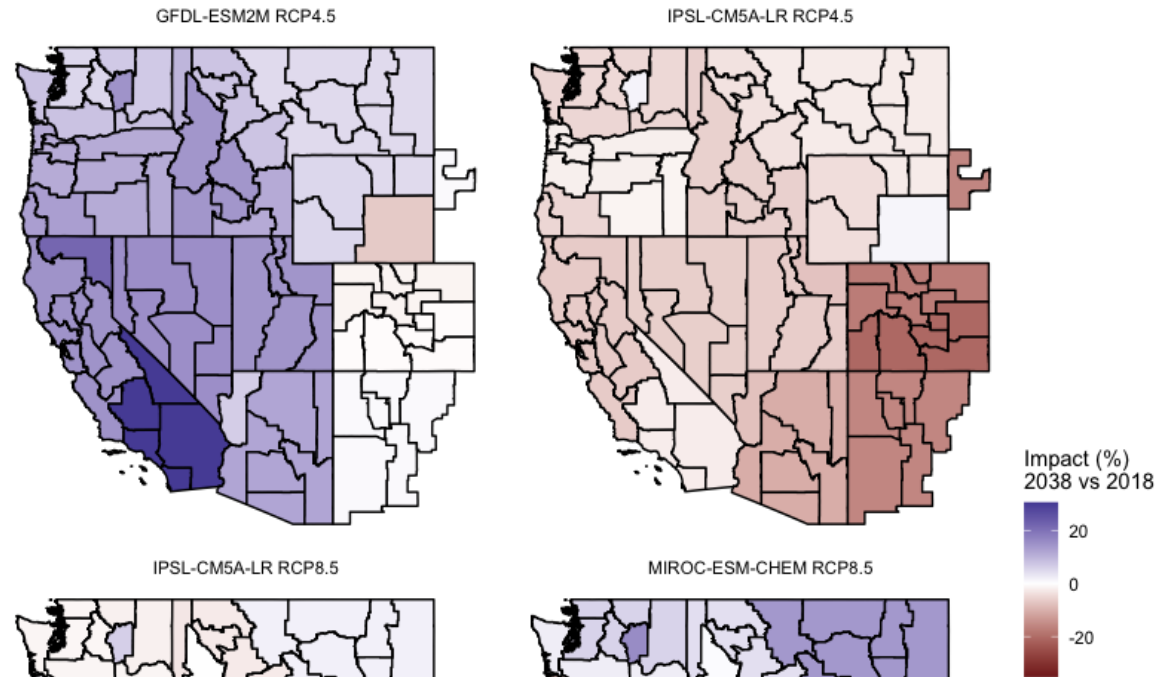 GFDL-ESM2M RCP4.5
IPSL-CM5A-LR RCP4.5
Impact (%)
2038 vs 2018
20
0
-20
IPSL-CM5A-LR RCP8.5
MIROC-ESM-CHEM RCP8.5